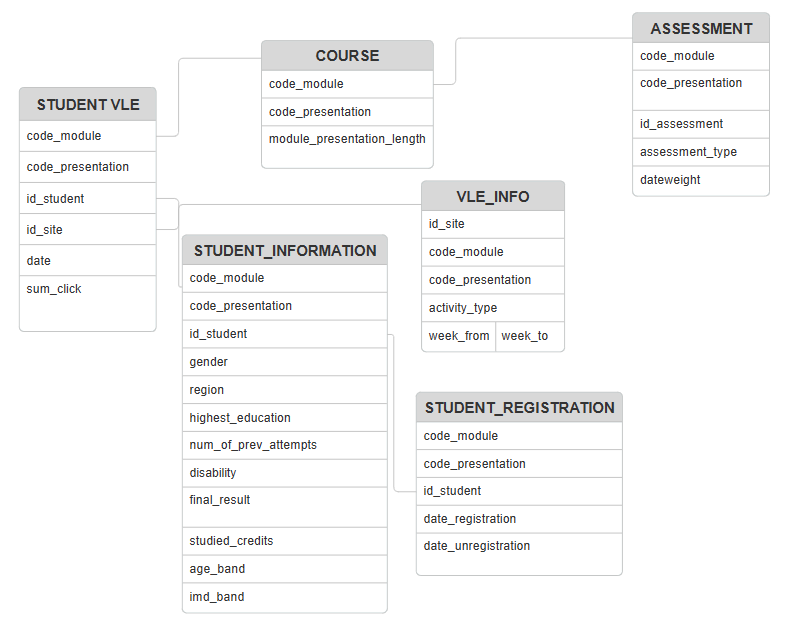 STUDENT VLE
code_module
code_presentation
id_student
id_site
date
sum_click
COURSE
code_module
code_presentation
module_presentation_length
ASSESSMENT
code_module
code_presentation
id_assessment
assessment_type
dateweight
VLE_INFO
id_site
code_module
code_presentation
activity_type
week_from week_to
STUDENT_INFORMATION
code_module
code_presentation
id_student
gender
region
highest_education
num_of_prev_attempts
disability
final_result
studied_credits
age_band
imd_band
STUDENT_REGISTRATION
code_module
code_presentation
id_student
date_registration
date_unregistration